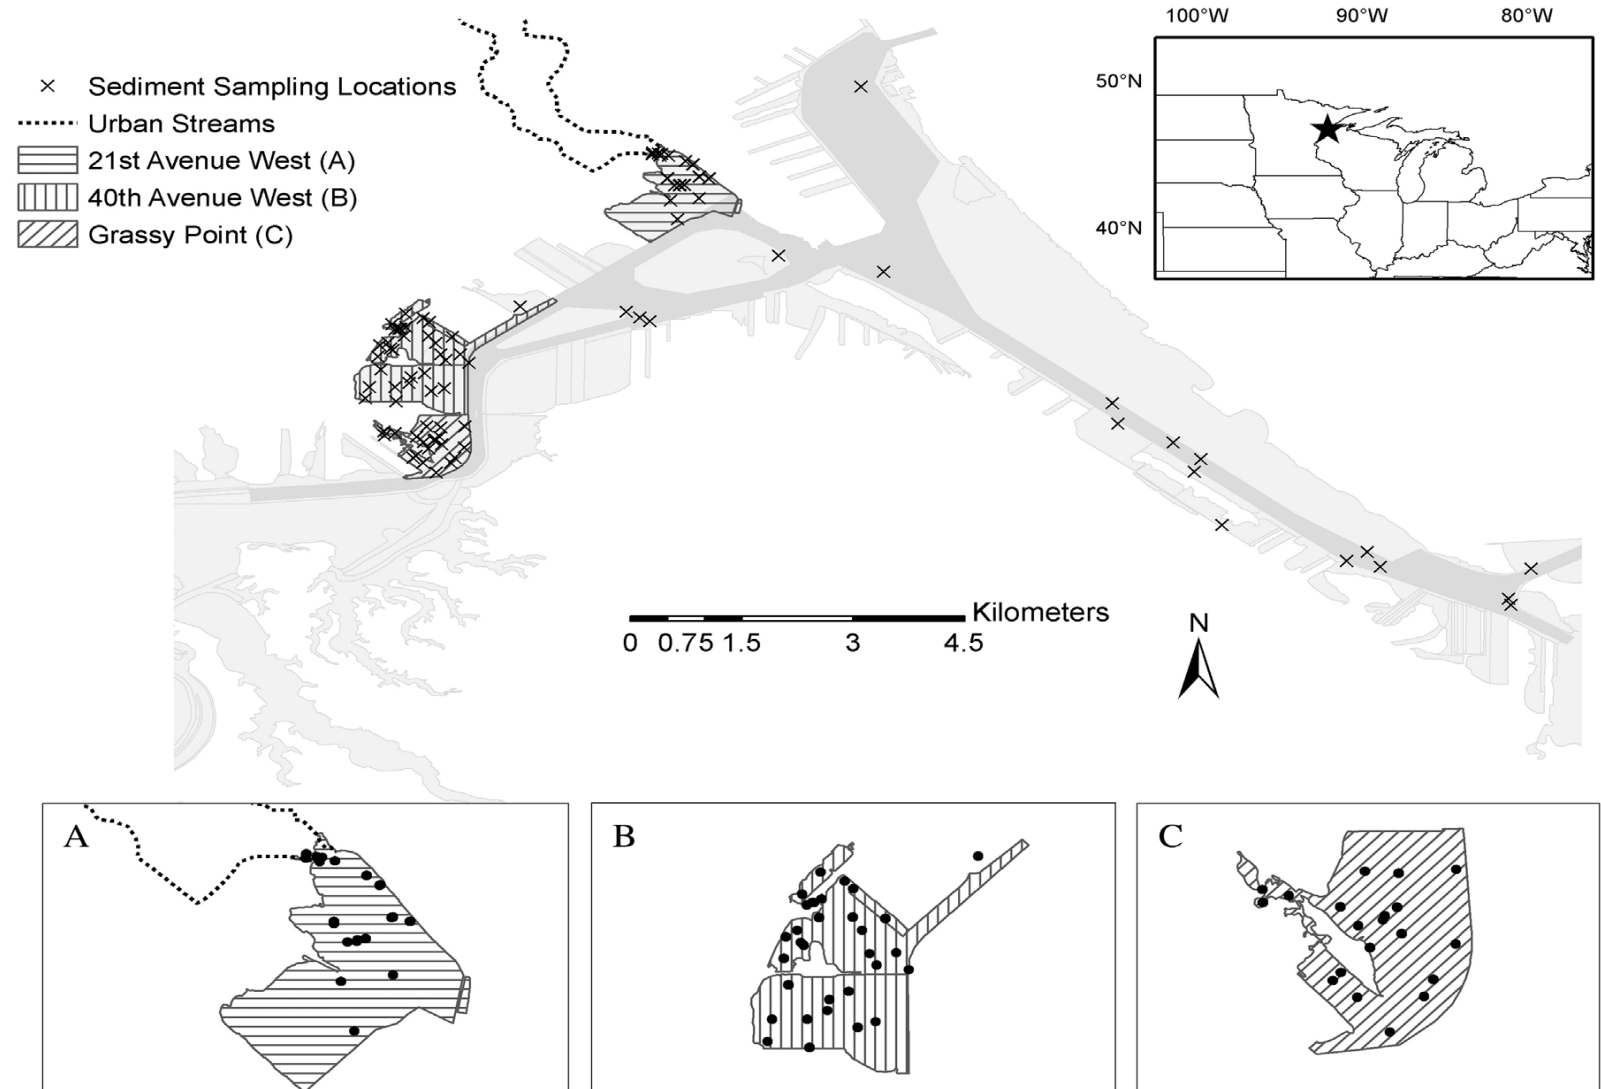 100°W 90°W 80°W
50°N
40°N
Sediment Sampling Locations
Urban Streams
21st Avenue West (A)
40th Avenue West (B)
Grassy Point (C)
Kilometers
0 0.75 1.5 3 4.5
N
A
B
C